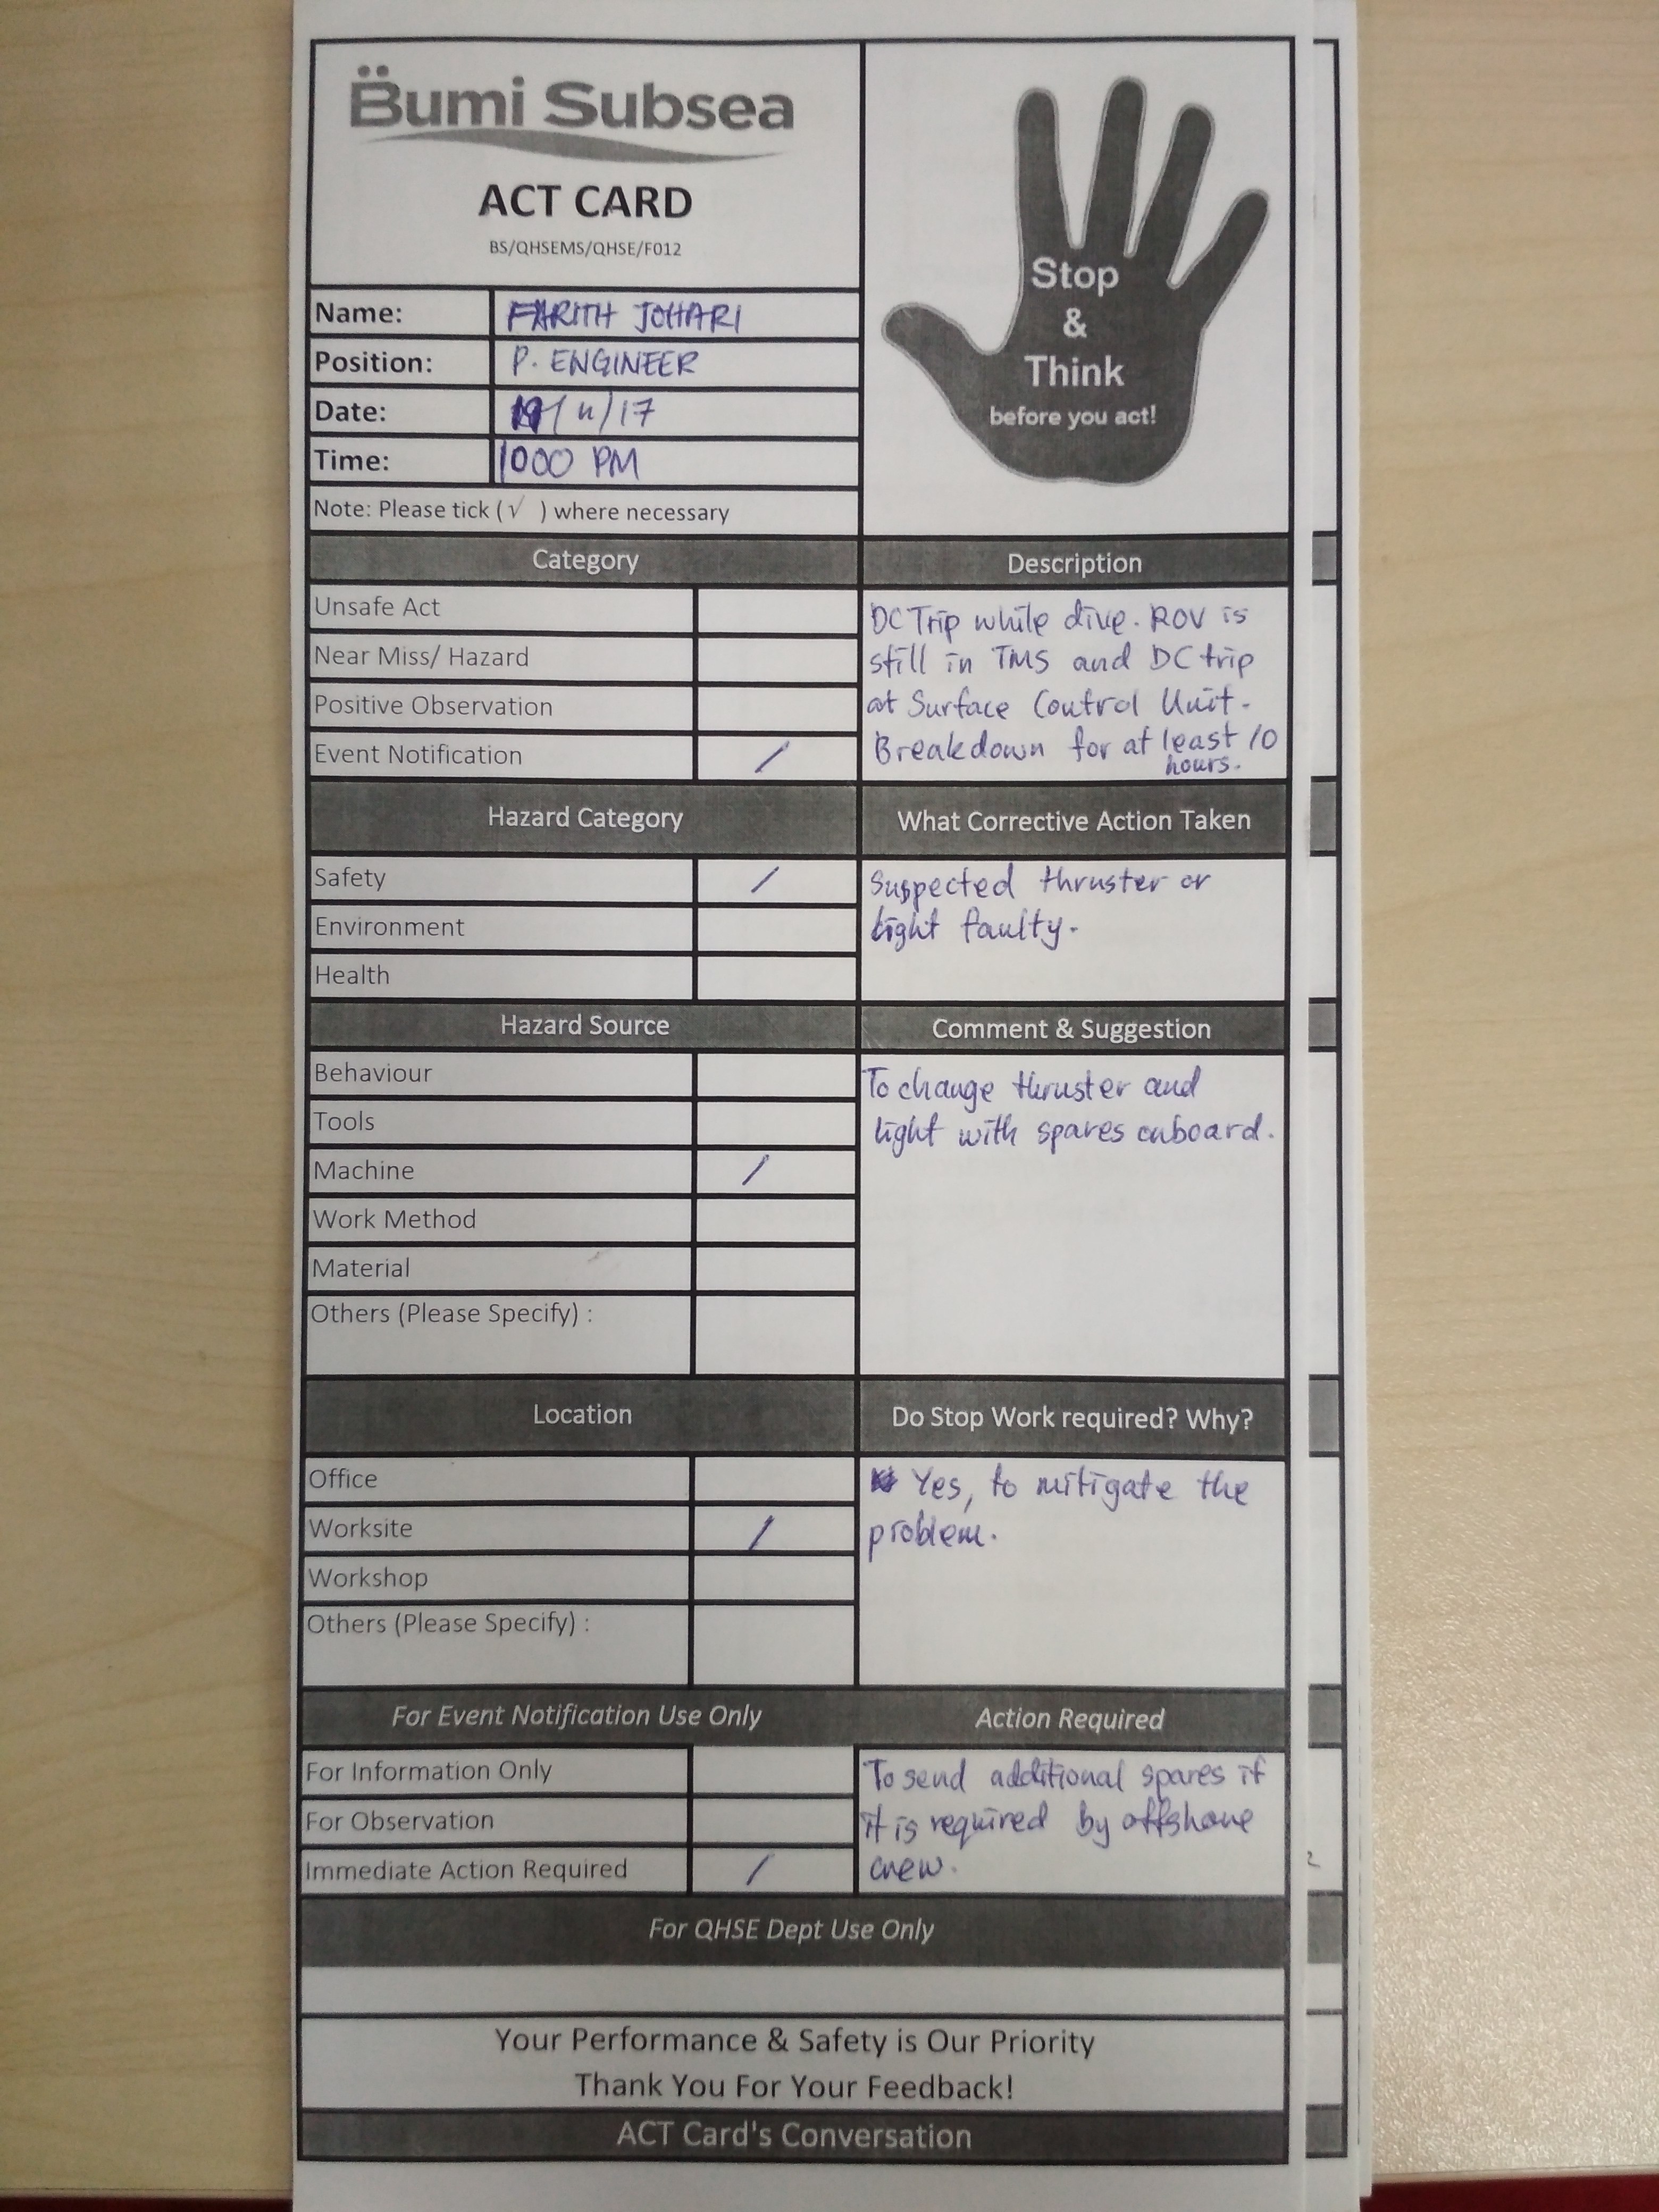 Bumi Subsea
ACT CARD
BS/QHSEMS/QHSE/F012
Stop
&
Think
before you act!
Name: FARITH JOHARI
Position: P. ENGINEER
Date: /11/17
Time: 1000 PM
Note: Please tick (√ ) where necessary
Category
Unsafe Act
Near Miss/ Hazard
Positive Observation
Event Notification /
Description
DC Trip while dive. ROV is
still in TMS and DC trip
at Surface Control Unit.
Breakdown for at least 10
hours.
Hazard Category
Safety /
Environment
Health
What Corrective Action Taken
Suspected thruster or
light faulty.
Hazard Source
Behaviour
Tools
Machine /
Work Method
Material
Others (Please Specify) :
Comment & Suggestion
To change thruster and
light with spares onboard.
Location
Office
Worksite /
Workshop
Others (Please Specify) :
Do Stop Work required? Why?
Yes, to mitigate the
problem.
For Event Notification Use Only
For Information Only
For Observation
Immediate Action Required /
Action Required
To send additional spares if
it is required by offshore
crew.
For QHSE Dept Use Only
Your Performance & Safety is Our Priority
Thank You For Your Feedback!
ACT Card's Conversation